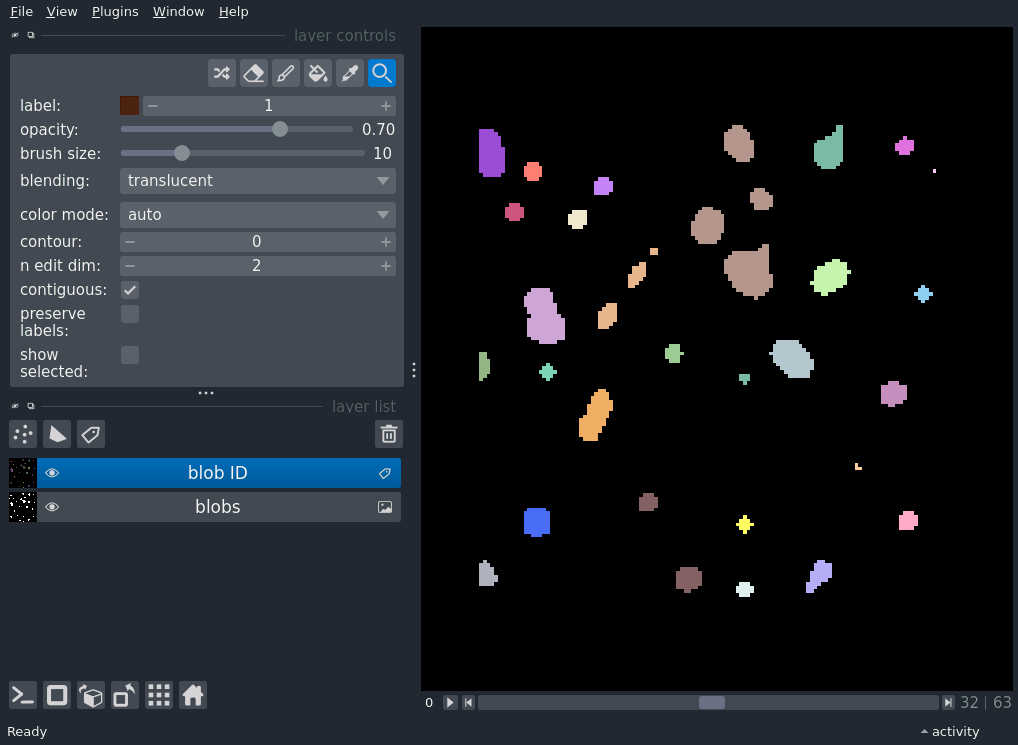 File View Plugins Window Help
layer controls
label: 1
opacity: 0.70
brush size: 10
blending: translucent
color mode: auto
contour: 0
n edit dim: 2
contiguous:
preserve
labels:
show
selected:
layer list
blob ID
blobs
0 32 | 63
Ready activity